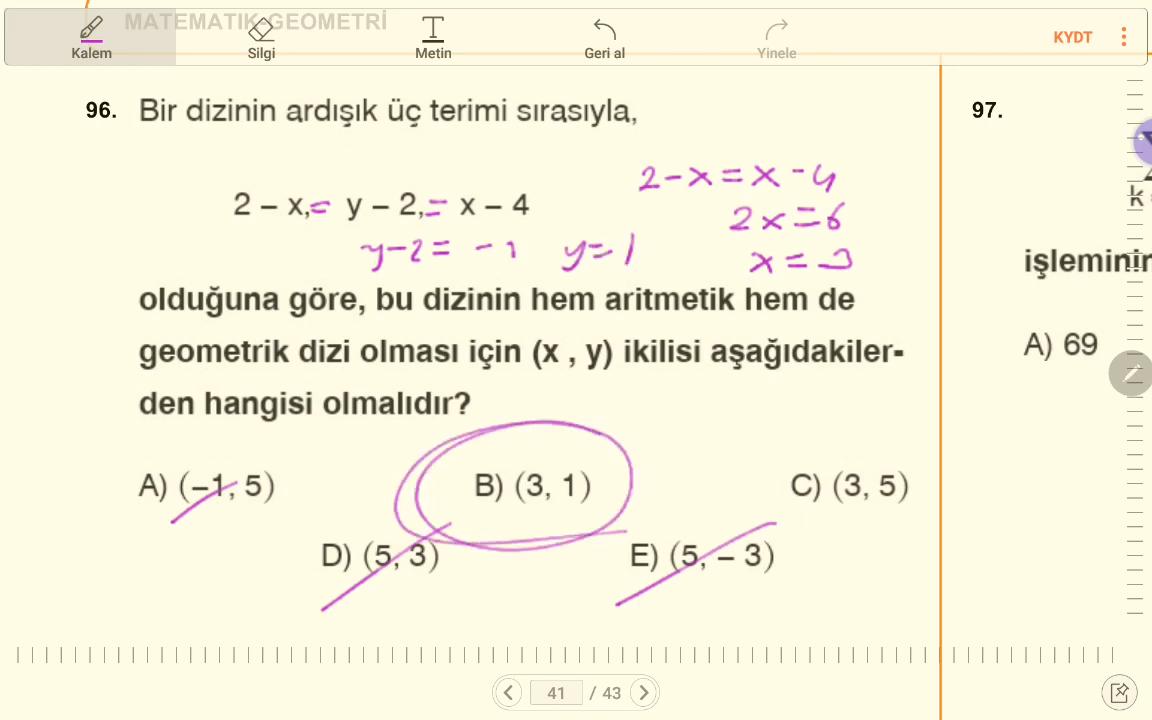 MATEMATİK-GEOMETRİ
Kalem Silgi Metin Geri al Yinele KYDT
96. Bir dizinin ardışık üç terimi sırasıyla,
2 – x,= y – 2,= x – 4
2-x=x-4
2x=6
x=3
y-2=-1 y=1
olduğuna göre, bu dizinin hem aritmetik hem de
geometrik dizi olması için (x , y) ikilisi aşağıdakiler-
den hangisi olmalıdır?
A) (–1, 5) B) (3, 1) C) (3, 5)
D) (5, 3) E) (5, – 3)
97.
k
işleminin
A) 69
41 / 43